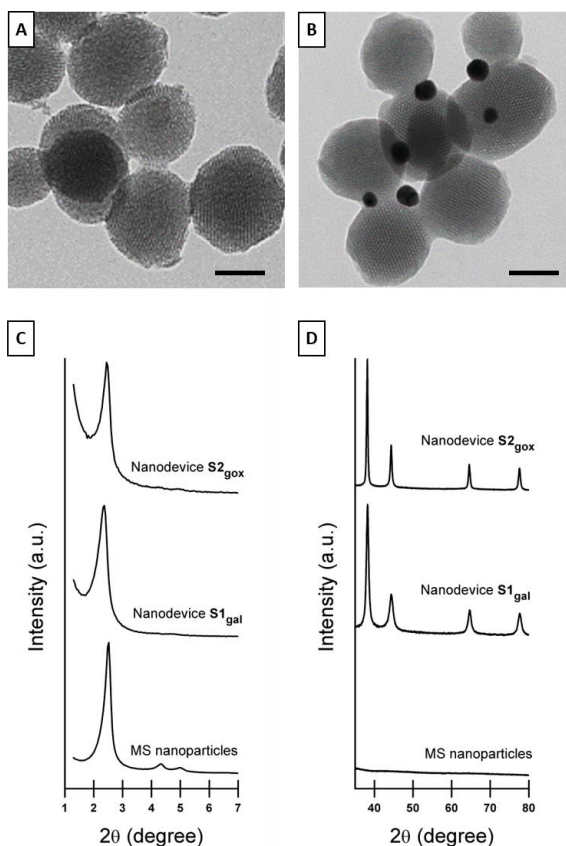 A
B
C
Nanodevice S2gox
Nanodevice S1gal
MS nanoparticles
Intensity (a.u.)
1 2 3 4 5 6 7
2θ (degree)
D
Nanodevice S2gox
Nanodevice S1gal
MS nanoparticles
Intensity (a.u.)
40 50 60 70 80
2θ (degree)